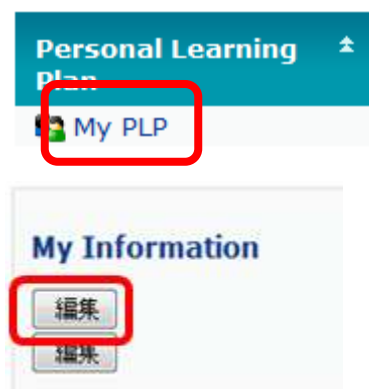 Personal Learning
Plan
My PLP
My Information
編集
編集